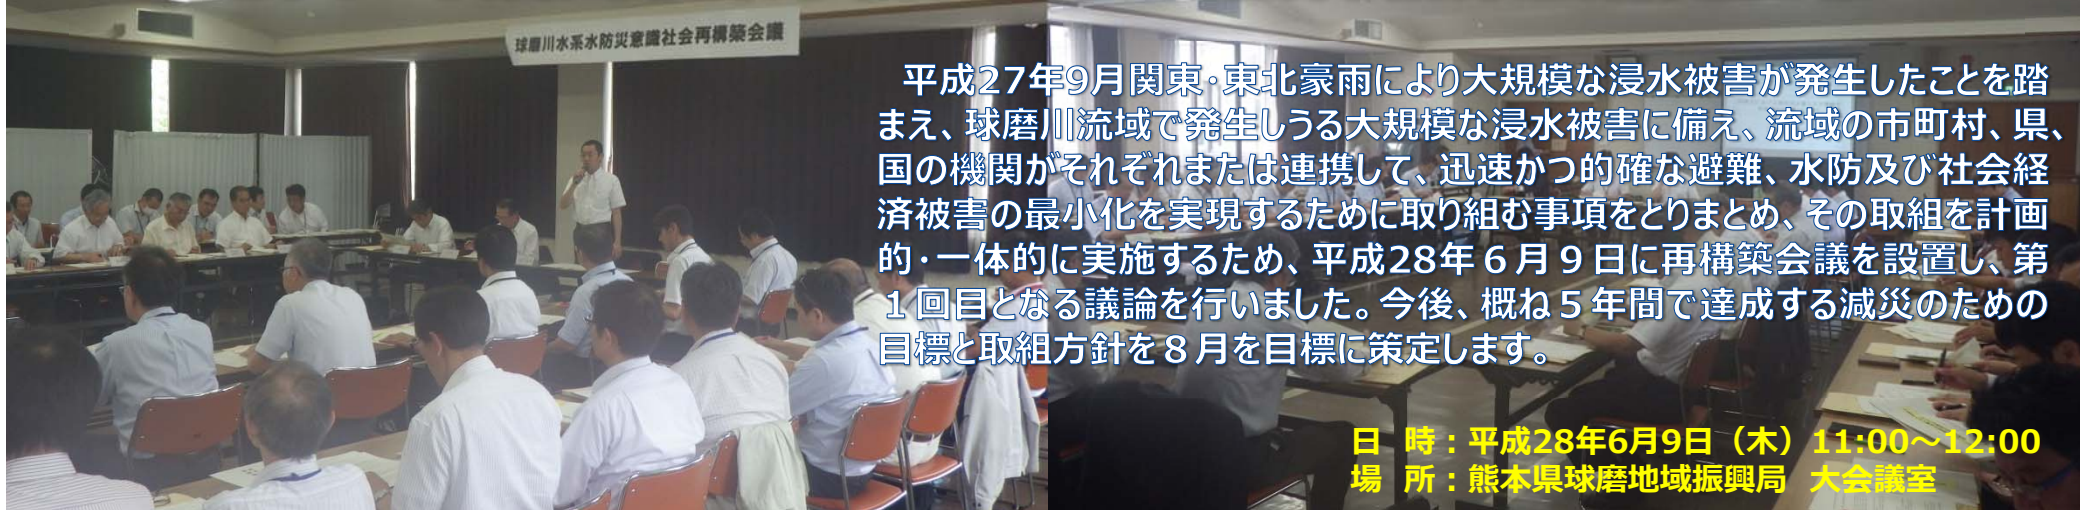 球磨川水系水防災意識社会再構築会議
平成27年9月関東・東北豪雨により大規模な浸水被害が発生したことを踏
まえ、球磨川流域で発生しうる大規模な浸水被害に備え、流域の市町村、県、
国の機関がそれぞれまたは連携して、迅速かつ的確な避難、水防及び社会経
済被害の最小化を実現するために取り組む事項をとりまとめ、その取組を計画
的・一体的に実施するため、平成28年６月９日に再構築会議を設置し、第
１回目となる議論を行いました。今後、概ね５年間で達成する減災のための
目標と取組方針を８月を目標に策定します。
日 時：平成28年6月9日（木）11:00～12:00
場 所：熊本県球磨地域振興局 大会議室